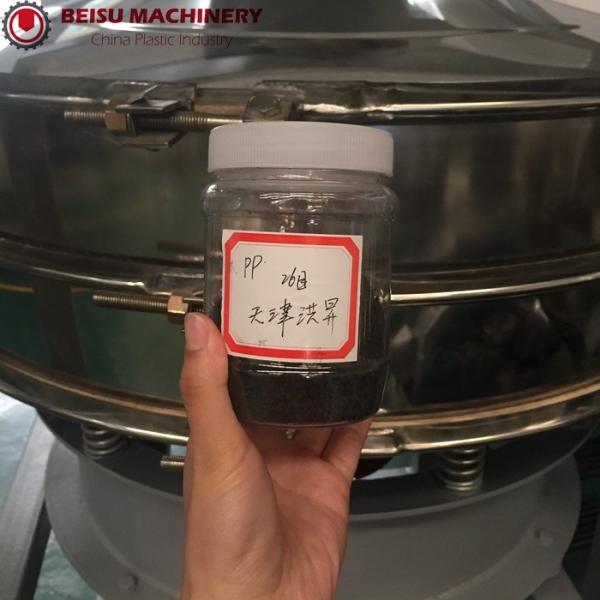 BEISU MACHINERY
China Plastic Industry
PP.
26目
天津洪昇